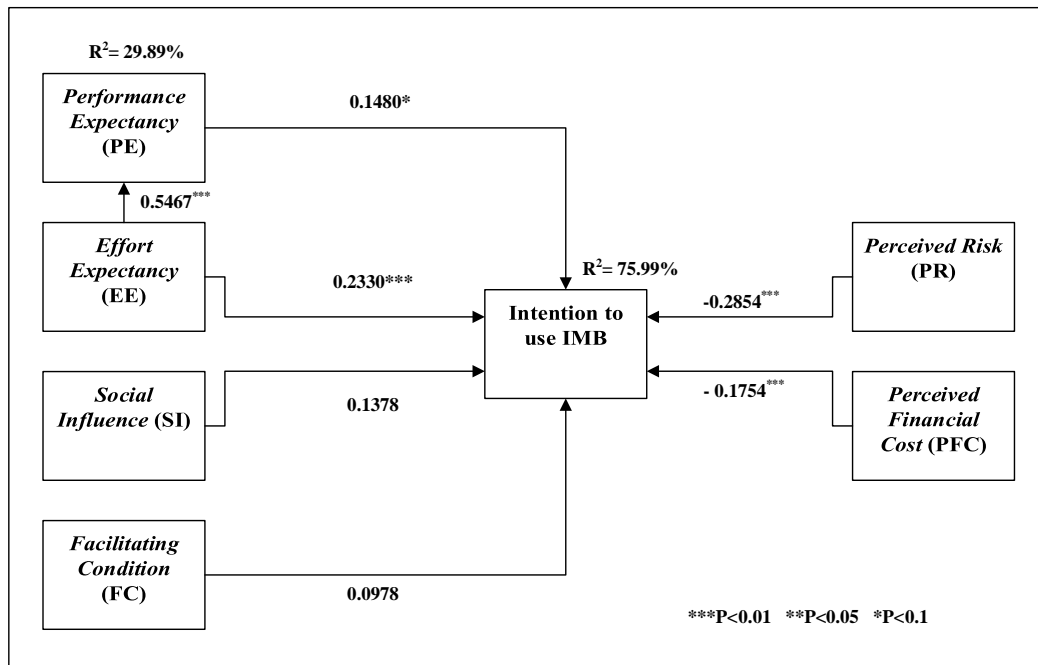 R²= 29.89%
Performance
Expectancy
(PE)
0.1480*
0.5467***
Effort
Expectancy
(EE)
0.2330***
R²= 75.99%
Intention to
use IMB
Perceived Risk
(PR)
-0.2854***
Social
Influence (SI)
0.1378
- 0.1754***
Perceived
Financial
Cost (PFC)
Facilitating
Condition
(FC)
0.0978
***P<0.01 **P<0.05 *P<0.1